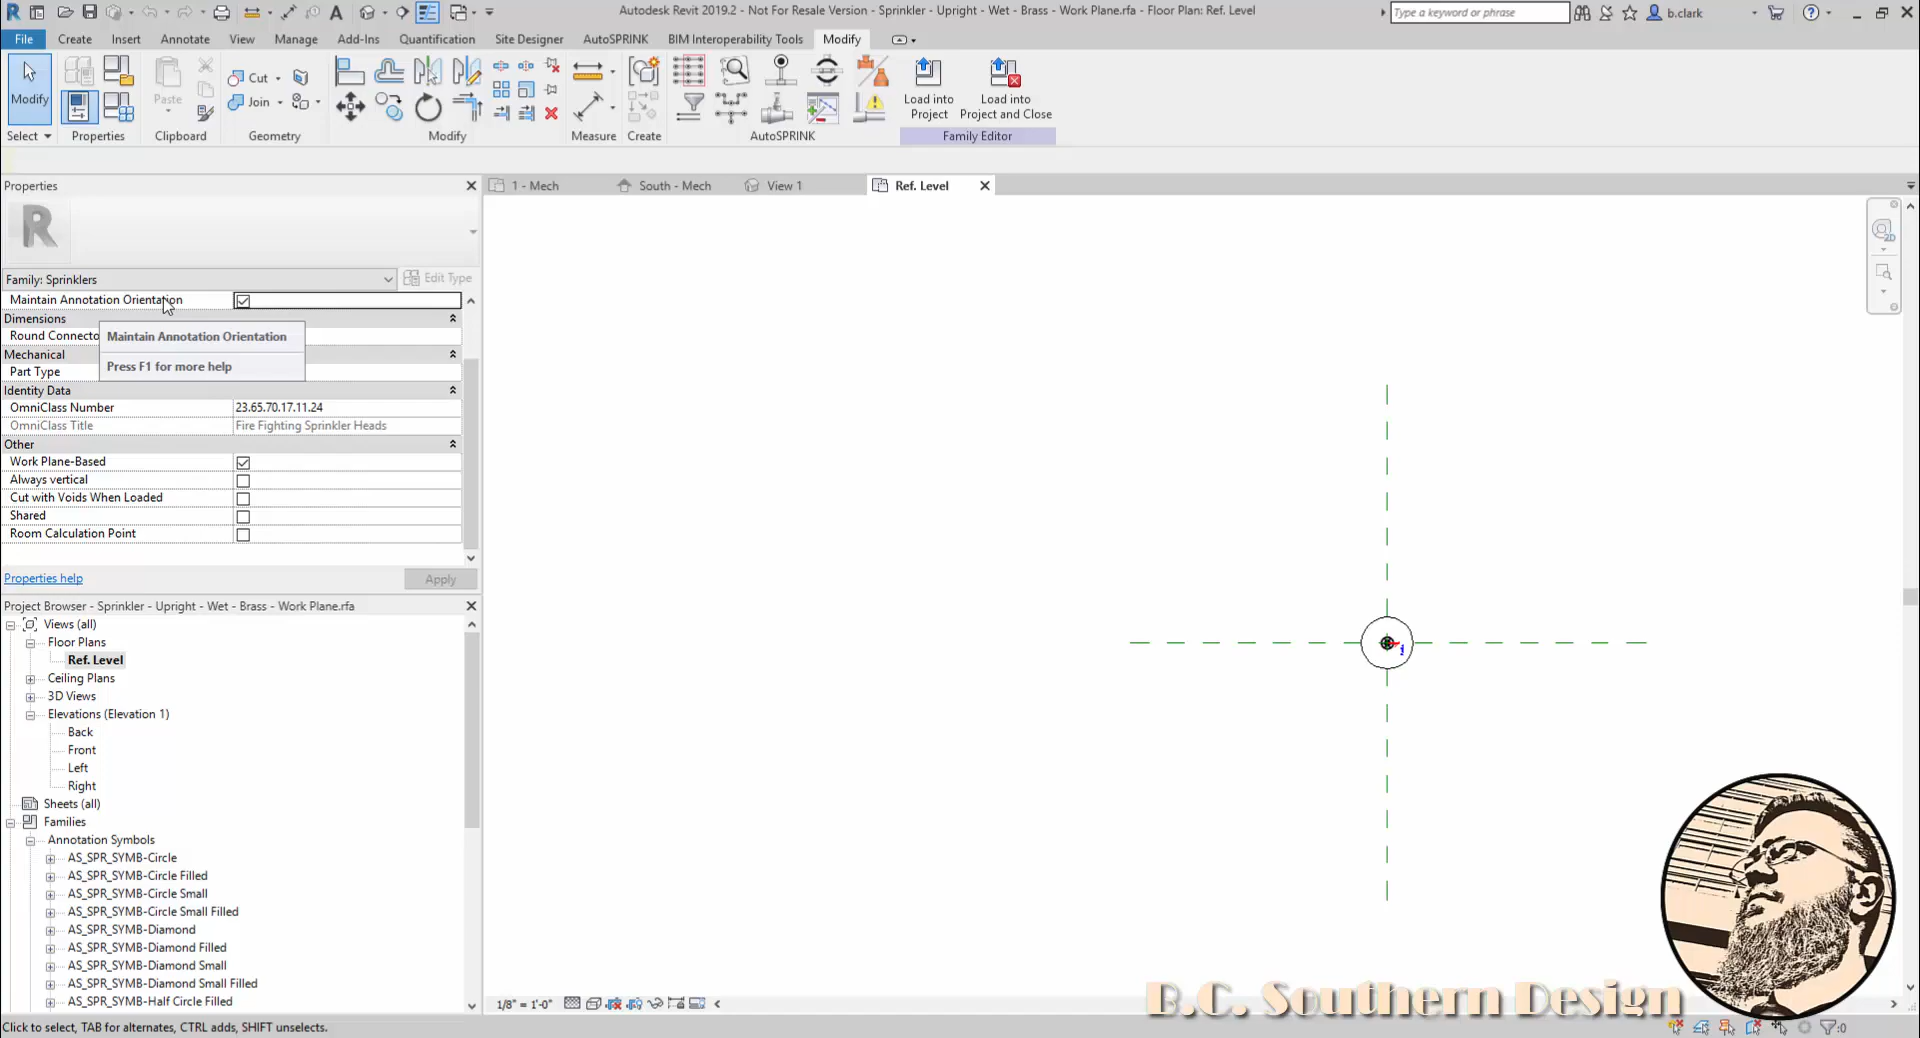 Autodesk Revit 2019.2 - Not For Resale Version - Sprinkler - Upright - Wet - Brass - Work Plane.rfa - Floor Plan: Ref. Level
Type a keyword or phrase
b.clark
File Create Insert Annotate View Manage Add-Ins Quantification Site Designer AutoSPRINK BIM Interoperability Tools Modify
Modify
Paste
Cut
Join
Load into Project
Load into Project and Close
Select Properties Clipboard Geometry Modify Measure Create AutoSPRINK Family Editor
Properties
1 - Mech South - Mech View 1 Ref. Level
2D
Family: Sprinklers
Edit Type
Maintain Annotation Orientation
Dimensions
Round Connecto
Maintain Annotation Orientation
Press F1 for more help
Mechanical
Part Type
Identity Data
OmniClass Number 23.65.70.17.11.24
OmniClass Title Fire Fighting Sprinkler Heads
Other
Work Plane-Based
Always vertical
Cut with Voids When Loaded
Shared
Room Calculation Point
Properties help
Apply
Project Browser - Sprinkler - Upright - Wet - Brass - Work Plane.rfa
Views (all)
Floor Plans
Ref. Level
Ceiling Plans
3D Views
Elevations (Elevation 1)
Back
Front
Left
Right
Sheets (all)
Families
Annotation Symbols
AS_SPR_SYMB-Circle
AS_SPR_SYMB-Circle Filled
AS_SPR_SYMB-Circle Small
AS_SPR_SYMB-Circle Small Filled
AS_SPR_SYMB-Diamond
AS_SPR_SYMB-Diamond Filled
AS_SPR_SYMB-Diamond Small
AS_SPR_SYMB-Diamond Small Filled
AS_SPR_SYMB-Half Circle Filled
1/8" = 1'-0"
B.C. Southern Design
Click to select, TAB for alternates, CTRL adds, SHIFT unselects.
:0